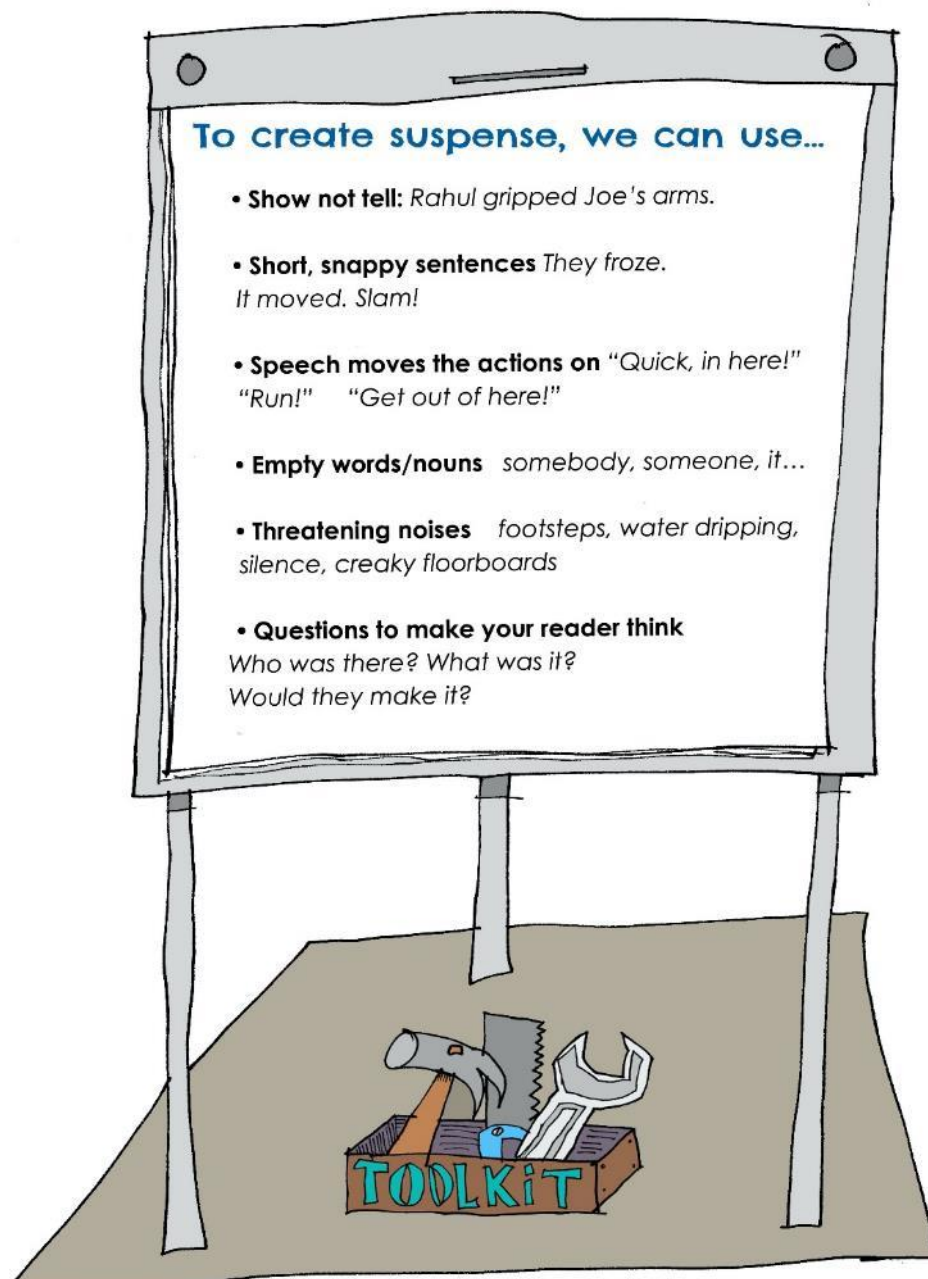 To create suspense, we can use...
• Show not tell: Rahul gripped Joe's arms.
• Short, snappy sentences They froze.
It moved. Slam!
• Speech moves the actions on “Quick, in here!”
“Run!” “Get out of here!”
• Empty words/nouns somebody, someone, it...
• Threatening noises footsteps, water dripping,
silence, creaky floorboards
• Questions to make your reader think
Who was there? What was it?
Would they make it?
TOOLKiT